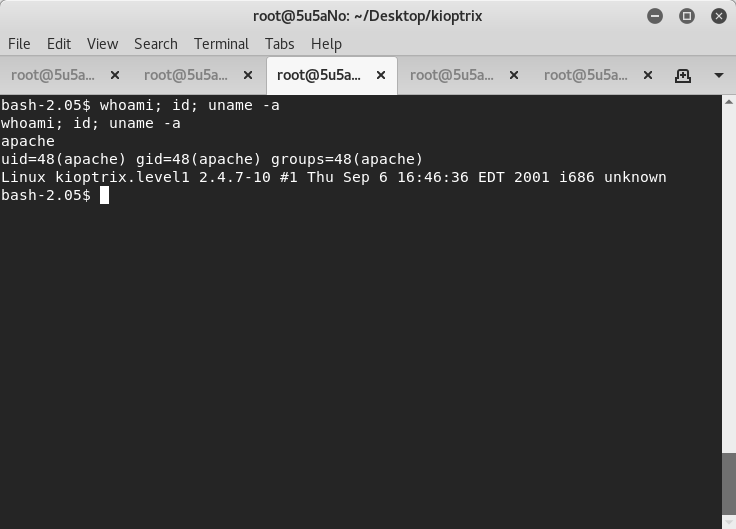 root@5u5aNo: ~/Desktop/kioptrix
File Edit View Search Terminal Tabs Help
root@5u5a... root@5u5a... root@5u5a... root@5u5a... root@5u5a...
bash-2.05$ whoami; id; uname -a
whoami; id; uname -a
apache
uid=48(apache) gid=48(apache) groups=48(apache)
Linux kioptrix.level1 2.4.7-10 #1 Thu Sep 6 16:46:36 EDT 2001 i686 unknown
bash-2.05$